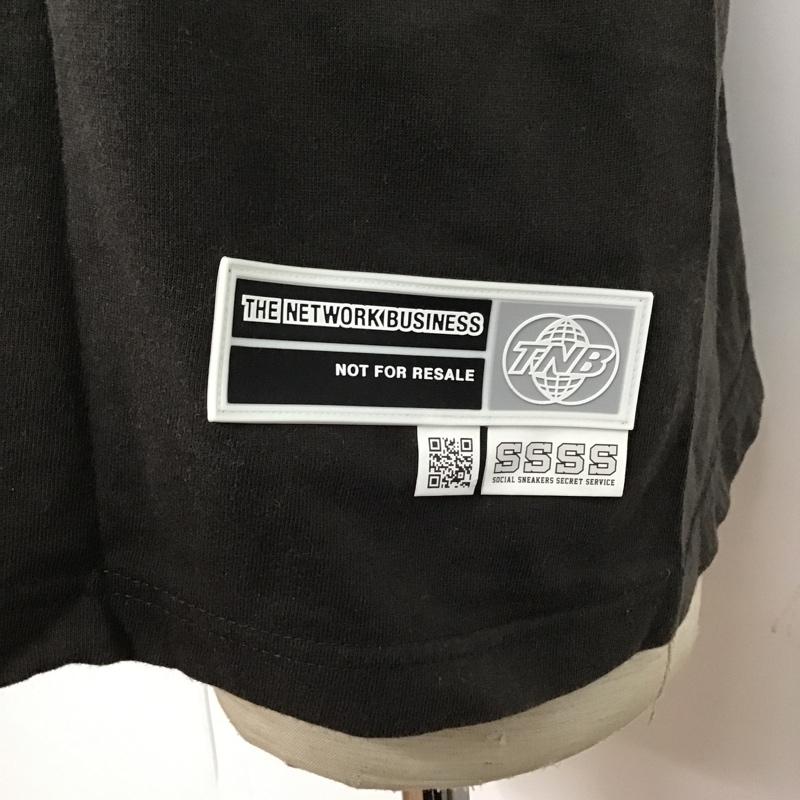 THE NETWORK BUSINESS
NOT FOR RESALE
TNB
SSSS
SOCIAL SNEAKERS SECRET SERVICE